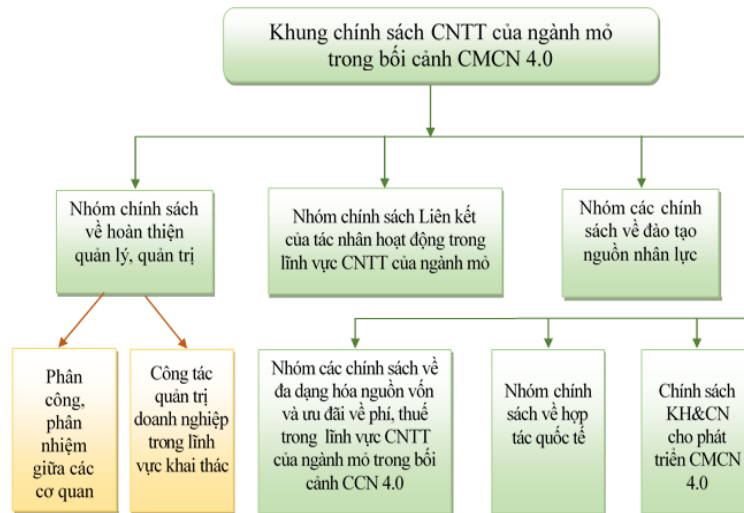 Khung chính sách CNTT của ngành mỏ
trong bối cảnh CMCN 4.0
Nhóm chính sách
về hoàn thiện
quản lý, quản trị
Nhóm chính sách Liên kết
của tác nhân hoạt động trong
lĩnh vực CNTT của ngành mỏ
Nhóm các chính
sách về đào tạo
nguồn nhân lực
Phân
công,
phân
nhiệm
giữa các
cơ quan
Công tác
quản trị
doanh nghiệp
trong lĩnh
vực khai thác
Nhóm các chính sách về
đa dạng hóa nguồn vốn
và ưu đãi về phí, thuế
trong lĩnh vực CNTT
của ngành mỏ trong bối
cảnh CCN 4.0
Nhóm chính
sách về hợp
tác quốc tế
Chính sách
KH&CN
cho phát
triển CMCN
4.0